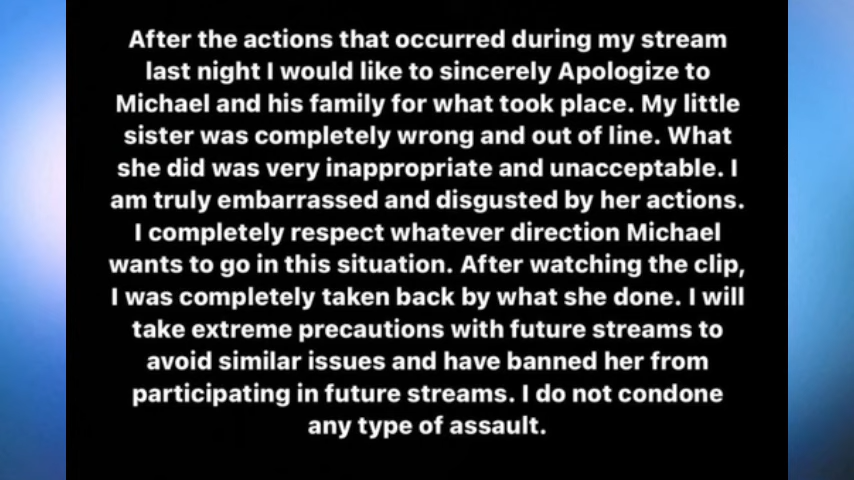 After the actions that occurred during my stream
last night I would like to sincerely Apologize to
Michael and his family for what took place. My little
sister was completely wrong and out of line. What
she did was very inappropriate and unacceptable. I
am truly embarrassed and disgusted by her actions.
I completely respect whatever direction Michael
wants to go in this situation. After watching the clip,
I was completely taken back by what she done. I will
take extreme precautions with future streams to
avoid similar issues and have banned her from
participating in future streams. I do not condone
any type of assault.